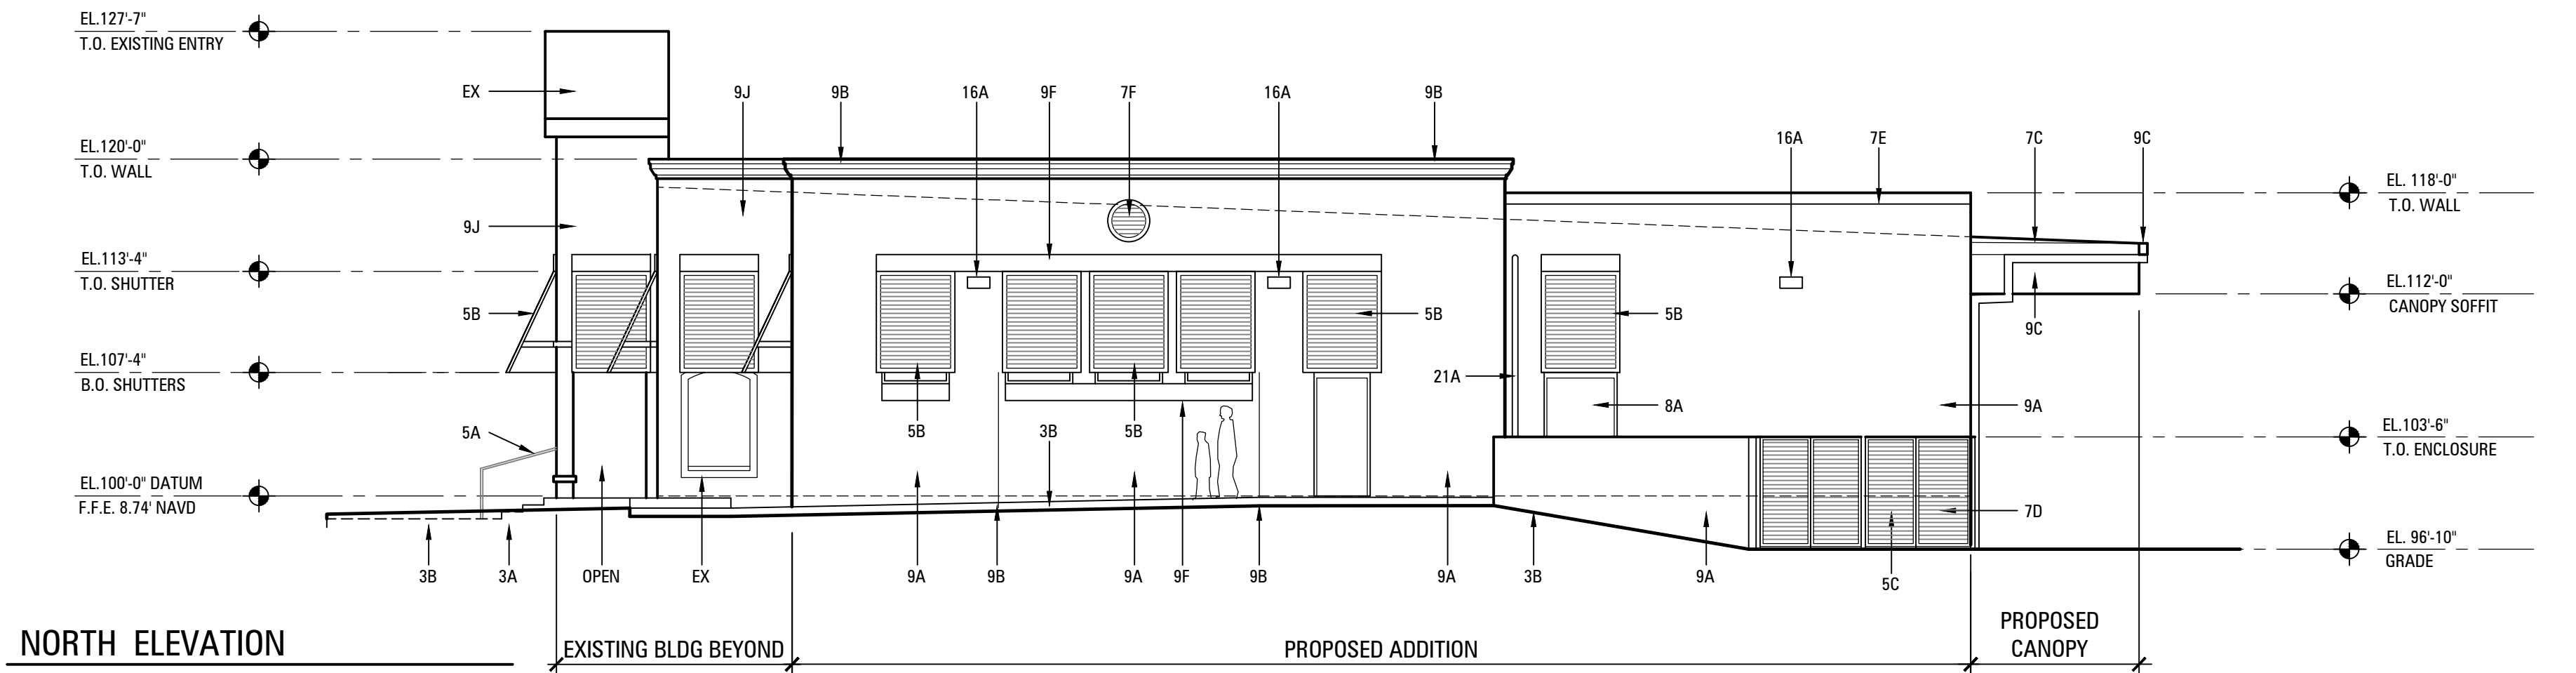 EL.127'-7"
T.O. EXISTING ENTRY
EX
9J
9B
16A
9F
7F
16A
9B
EL.120'-0"
T.O. WALL
16A
7E
7C
9C
EL. 118'-0"
T.O. WALL
9J
EL.113'-4"
T.O. SHUTTER
EL.112'-0"
CANOPY SOFFIT
5B
5B
5B
9C
EL.107'-4"
B.O. SHUTTERS
21A
8A
9A
5A
5B
3B
5B
EL.103'-6"
T.O. ENCLOSURE
EL.100'-0" DATUM
F.F.E. 8.74' NAVD
7D
EL. 96'-10"
GRADE
3B
3A
OPEN
EX
9A
9B
9A
9F
9B
9A
3B
9A
5C
NORTH ELEVATION
EXISTING BLDG BEYOND
PROPOSED ADDITION
PROPOSED
CANOPY